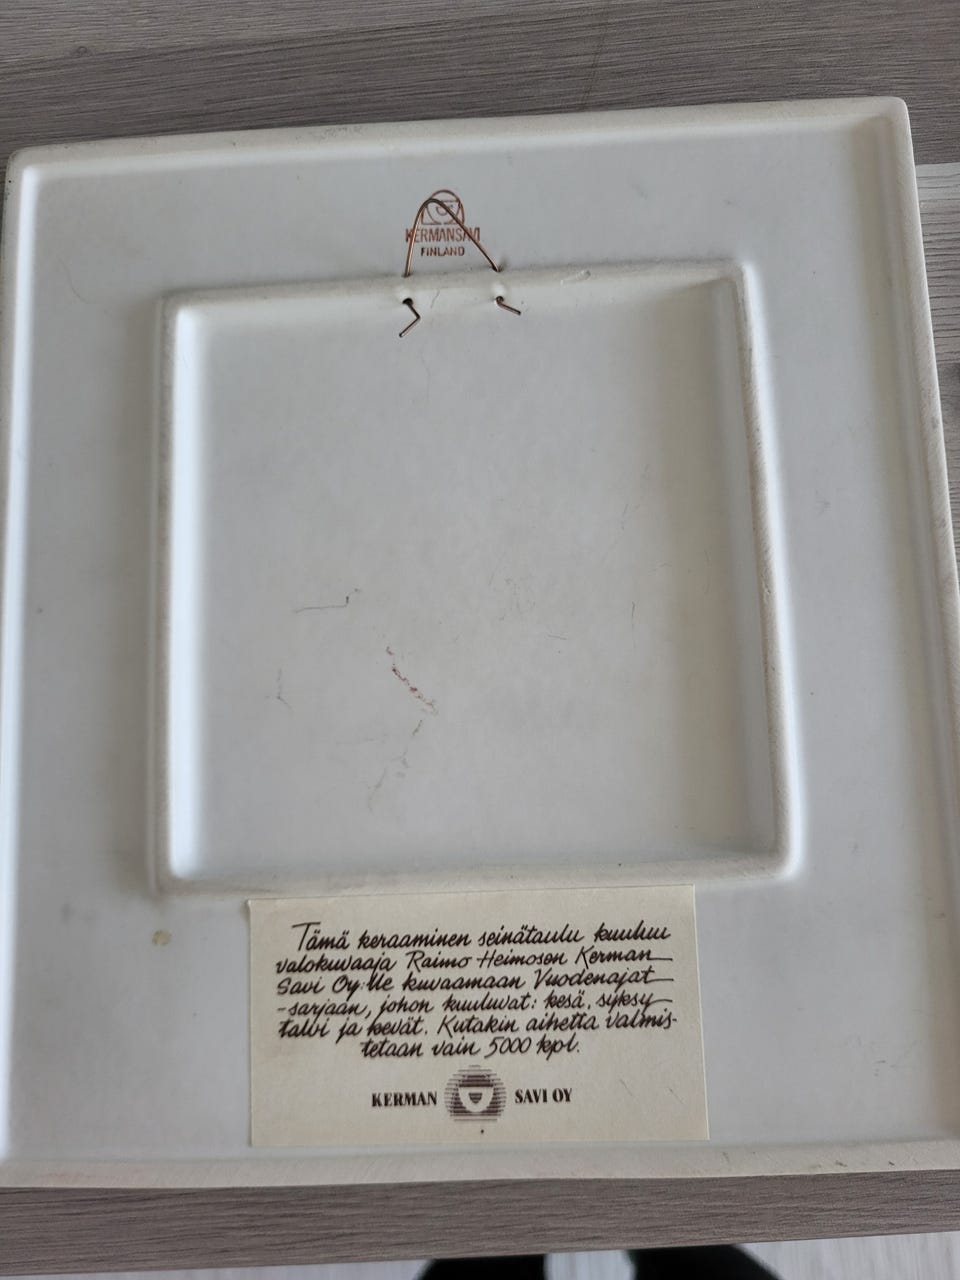 KERMANSAVI
FINLAND
Tämä keraaminen seinätaulu kuuluu
valokuvaaja Raimo Heimoson Kerman
Savi Oy:lle kuvaamaan Vuodenajat
-sarjaan, johon kuuluvat: kesä, syksy
talvi ja kevät. Kutakin aihetta valmis-
tetaan vain 5000 kpl.
KERMAN SAVI OY